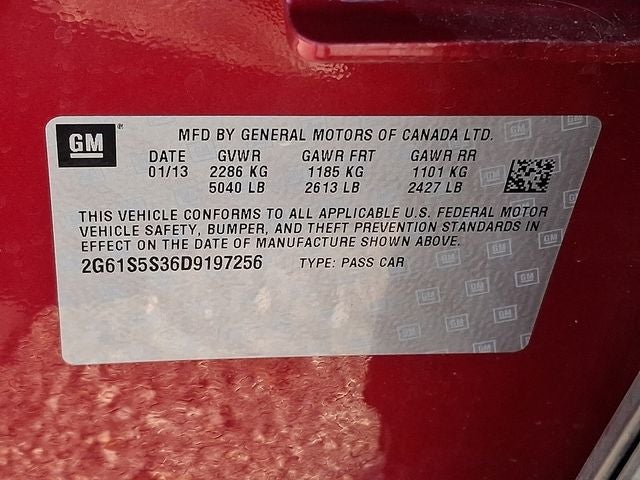 GM
MFD BY GENERAL MOTORS OF CANADA LTD.
DATE GVWR GAWR FRT GAWR RR
01/13 2286 KG 1185 KG 1101 KG
5040 LB 2613 LB 2427 LB
THIS VEHICLE CONFORMS TO ALL APPLICABLE U.S. FEDERAL MOTOR
VEHICLE SAFETY, BUMPER, AND THEFT PREVENTION STANDARDS IN
EFFECT ON THE DATE OF MANUFACTURE SHOWN ABOVE.
2G61S5S36D9197256 TYPE: PASS CAR